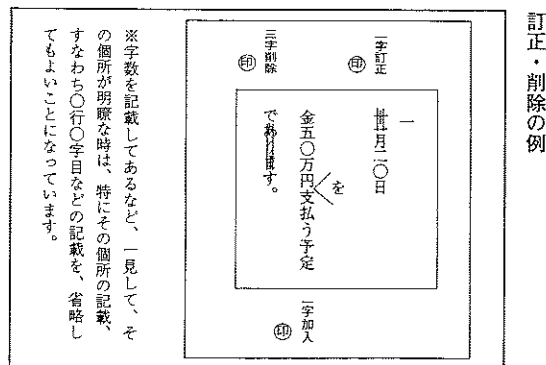 訂正・削除の例
一字訂正
印
三字削除
印
一
月二〇日
を
金五〇万円支払う予定
であります。
一字加入
印
※字数を記載してあるなど、一見して、そ
の個所が明瞭な時は、特にその個所の記載、
すなわち〇行〇字目などの記載を、省略し
てもよいことになっています。